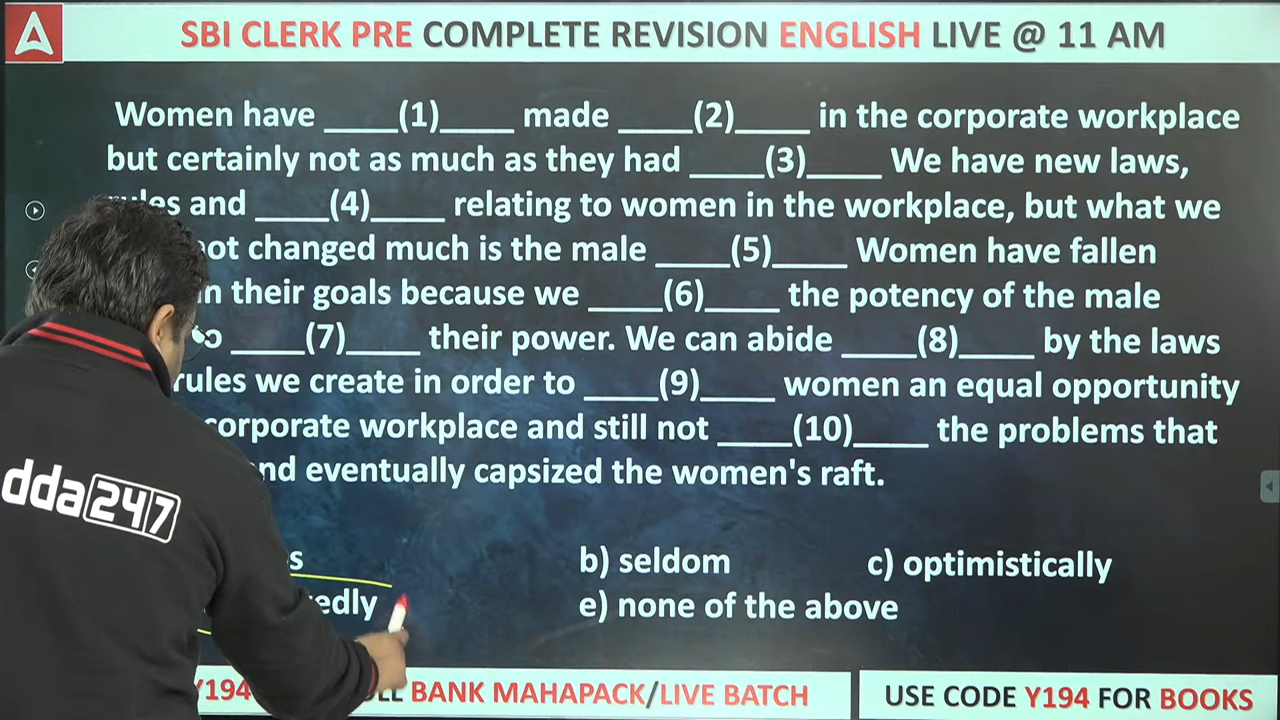 SBI CLERK PRE COMPLETE REVISION ENGLISH LIVE @ 11 AM
Women have ____(1)____ made ____(2)____ in the corporate workplace
but certainly not as much as they had ____(3)____ We have new laws,
and ____(4)____ relating to women in the workplace, but what we
changed much is the male ____(5)____ Women have fallen
their goals because we ____(6)____ the potency of the male
____(7)____ their power. We can abide ____(8)____ by the laws
rules we create in order to ____(9)____ women an equal opportunity
corporate workplace and still not ____(10)____ the problems that
eventually capsized the women's raft.
b) seldom c) optimistically
e) none of the above
dda247
Y194 BANK MAHAPACK/LIVE BATCH
USE CODE Y194 FOR BOOKS